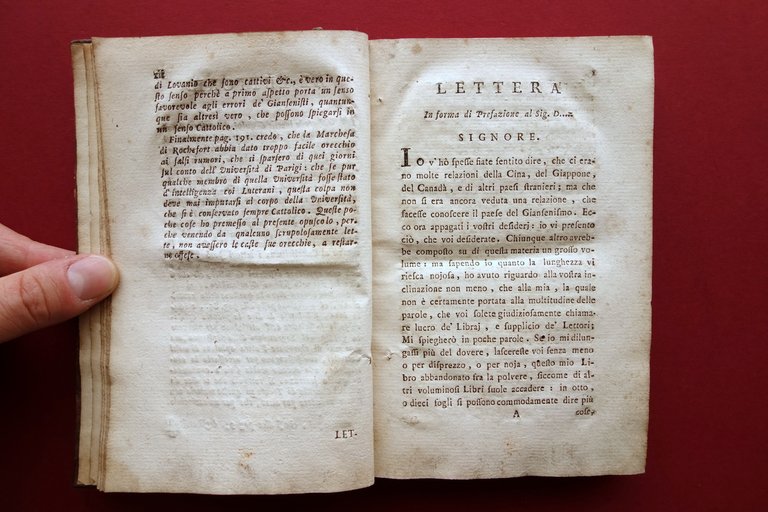 xii
di Lovanio che sono cattivi &c., è vero in que-
sto senso perchè a primo aspetto porta un senso
favorevole agli errori de' Giansenisti, quantun-
que sia altresì vero, che possono spiegarsi in
un senso Cattolico.
Finalmente pag. 191. credo, che la Marchesa
di Rochefort abbia dato troppo facile orecchio
ai falsi rumori, che si sparsero di quei giorni
sul conto dell'Università di Parigi: che se pur
qualche membro di quella Università fosse stato
d'intelligenza coi Luterani, questa colpa non
deve mai imputarsi al corpo della Università,
che si è conservato sempre Cattolico. Queste po-
che cose ho premesso al presente opuscolo, per-
che venendo da qualcuno scrupolosamente let-
te, non avessero le caste sue orecchie, a restar-
ne offese.
LET-
LETTERA
In forma di Prefazione al Sig. D....
SIGNORE.
Io v'hò spesse fiate sentito dire, che ci era-
no molte relazioni della Cina, del Giappone,
del Canadà, e di altri paesi stranieri; ma che
non si era ancora veduta una relazione, che
facesse conoscere il paese del Giansenismo. Ec-
co ora appagati i vostri desiderj: io vi presento
ciò, che voi desiderate. Chiunque altro avreb-
be composto su di questa materia un grosso vo-
lume: ma sapendo io quanto la lunghezza vi
riesca nojosa, ho avuto riguardo alla vostra in-
clinazione non meno, che alla mia, la quale
non è certamente portata alla moltitudine delle
parole, che voi solete giudiziosamente chiama-
re lucro de' Libraj, e supplicio de' Lettori;
Mi spiegherò in poche parole. Se io mi dilun-
gassi più del dovere, lascereste voi senza meno
o per disprezzo, o per noja, questo mio Li-
bro abbandonato fra la polvere, siccome di al-
tri voluminosi Libri suole accadere: in otto,
o dieci fogli si possono commodamente dire più
A cose,